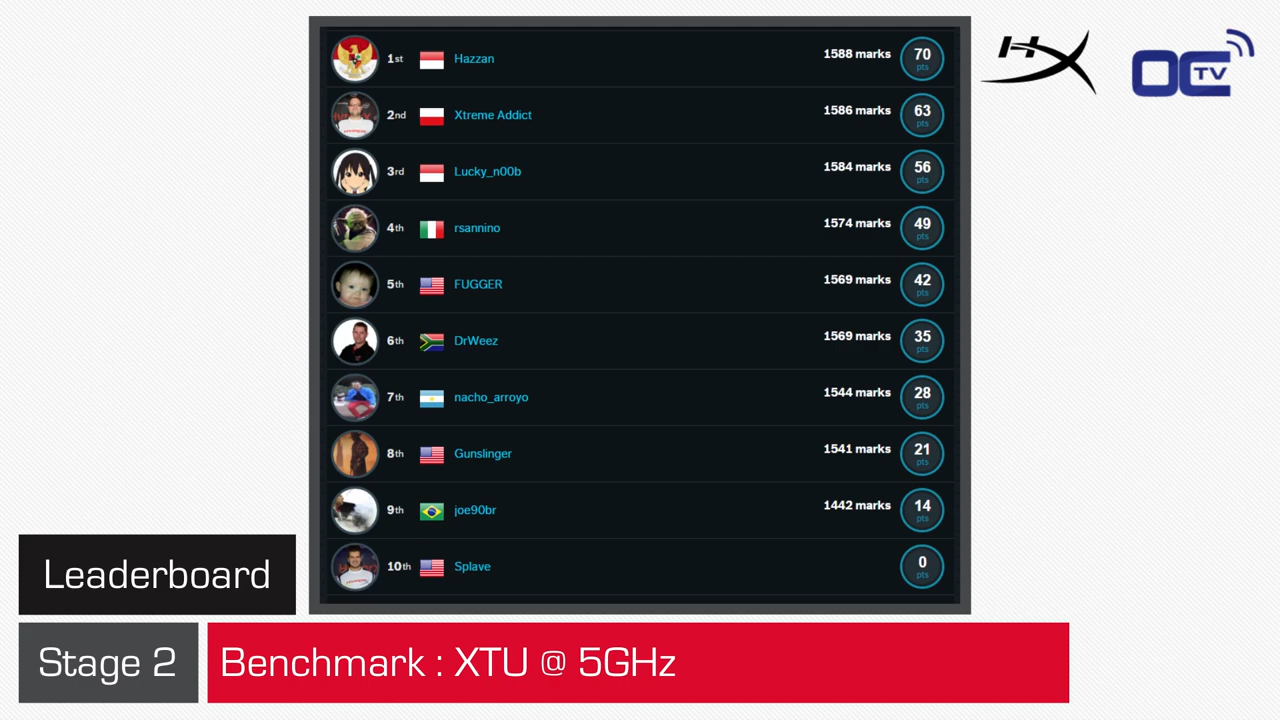 1st Hazzan 1588 marks 70 pts
2nd Xtreme Addict 1586 marks 63 pts
3rd Lucky_n00b 1584 marks 56 pts
4th rsannino 1574 marks 49 pts
5th FUGGER 1569 marks 42 pts
6th DrWeez 1569 marks 35 pts
7th nacho_arroyo 1544 marks 28 pts
8th Gunslinger 1541 marks 21 pts
9th joe90br 1442 marks 14 pts
10th Splave 0 pts
HX
OC TV
Leaderboard
Stage 2
Benchmark : XTU @ 5GHz